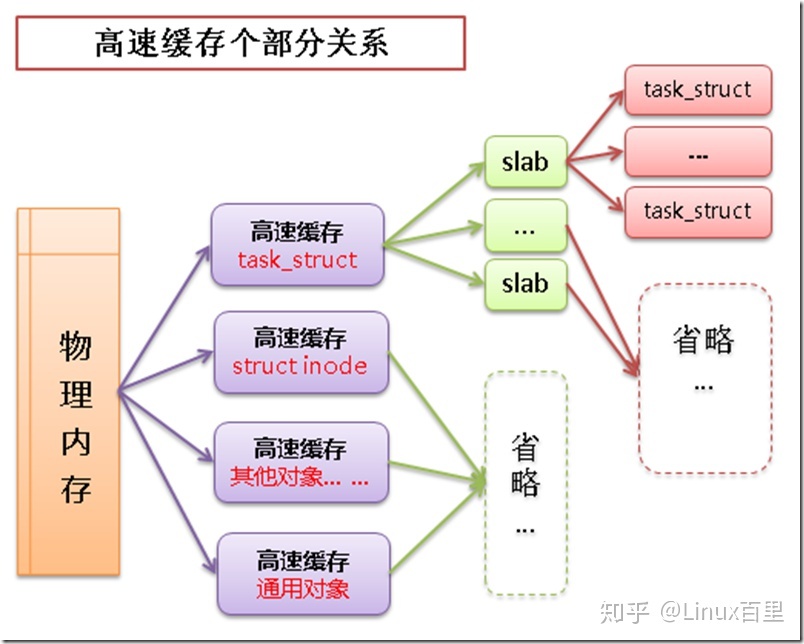 高速缓存个部分关系
物理内存
高速缓存
task_struct
高速缓存
struct inode
高速缓存
其他对象... ...
高速缓存
通用对象
slab
...
slab
省略
...
task_struct
...
task_struct
省略
...
知乎 @Linux百里